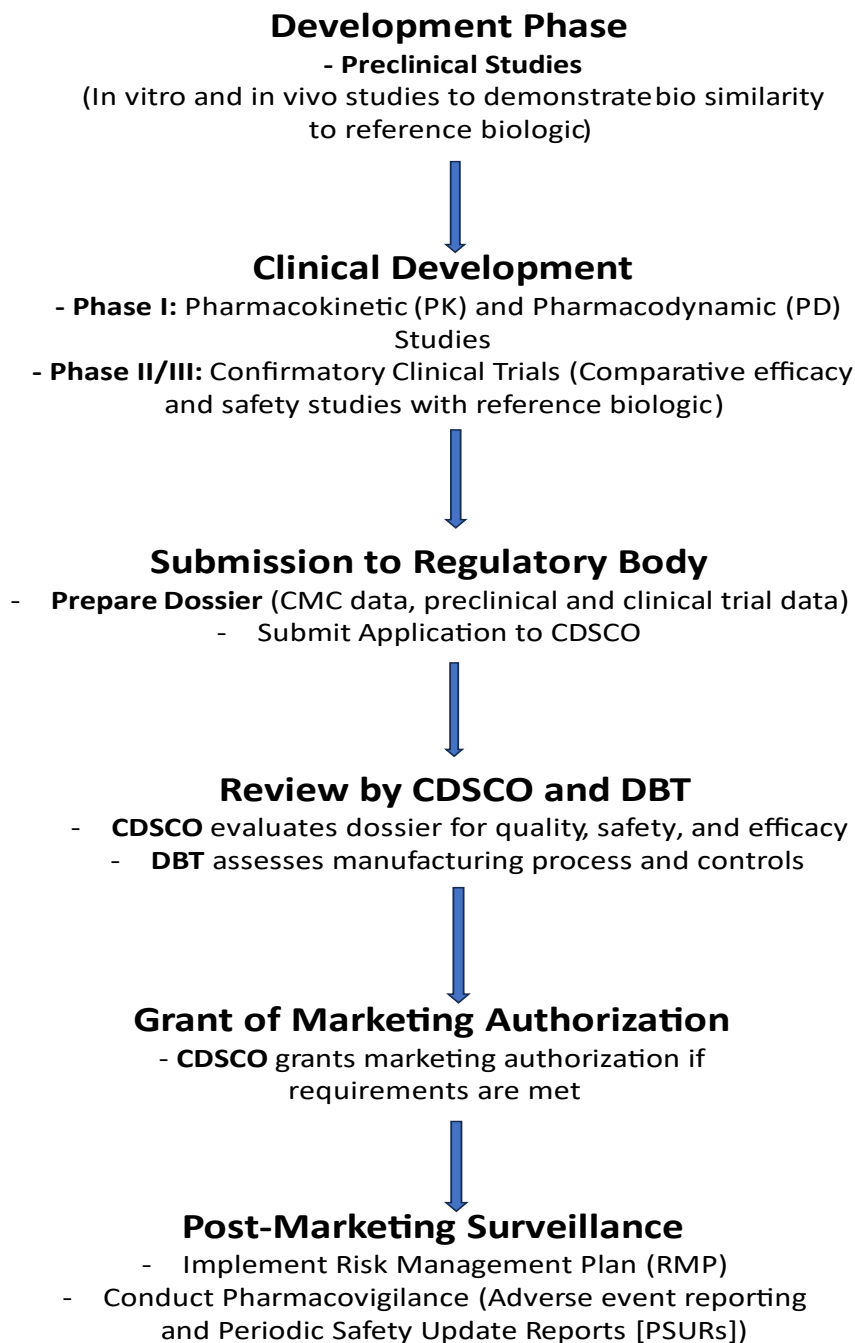 Development Phase
- Preclinical Studies
(In vitro and in vivo studies to demonstrate bio similarity
to reference biologic)
Clinical Development
- Phase I: Pharmacokinetic (PK) and Pharmacodynamic (PD)
Studies
- Phase II/III: Confirmatory Clinical Trials (Comparative efficacy
and safety studies with reference biologic)
Submission to Regulatory Body
- Prepare Dossier (CMC data, preclinical and clinical trial data)
- Submit Application to CDSCO
Review by CDSCO and DBT
- CDSCO evaluates dossier for quality, safety, and efficacy
- DBT assesses manufacturing process and controls
Grant of Marketing Authorization
- CDSCO grants marketing authorization if
requirements are met
Post-Marketing Surveillance
- Implement Risk Management Plan (RMP)
- Conduct Pharmacovigilance (Adverse event reporting
and Periodic Safety Update Reports [PSURs])